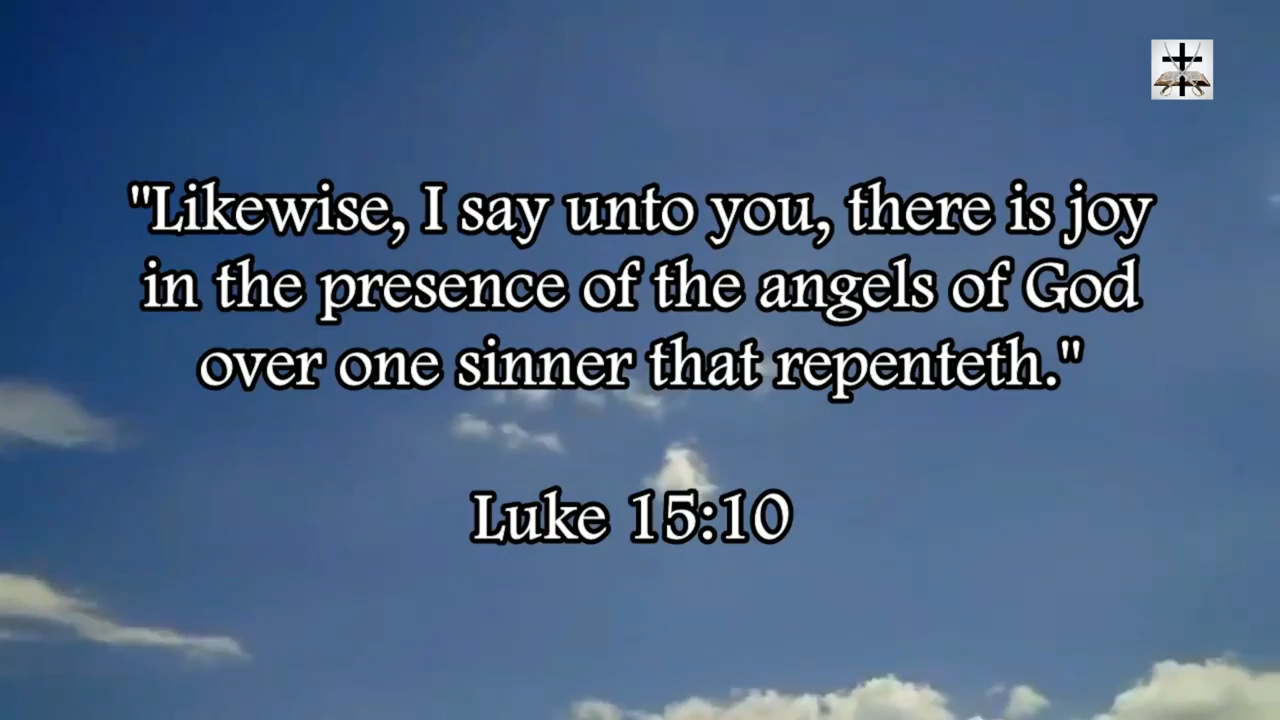 "Likewise, I say unto you, there is joy
in the presence of the angels of God
over one sinner that repenteth."
Luke 15:10